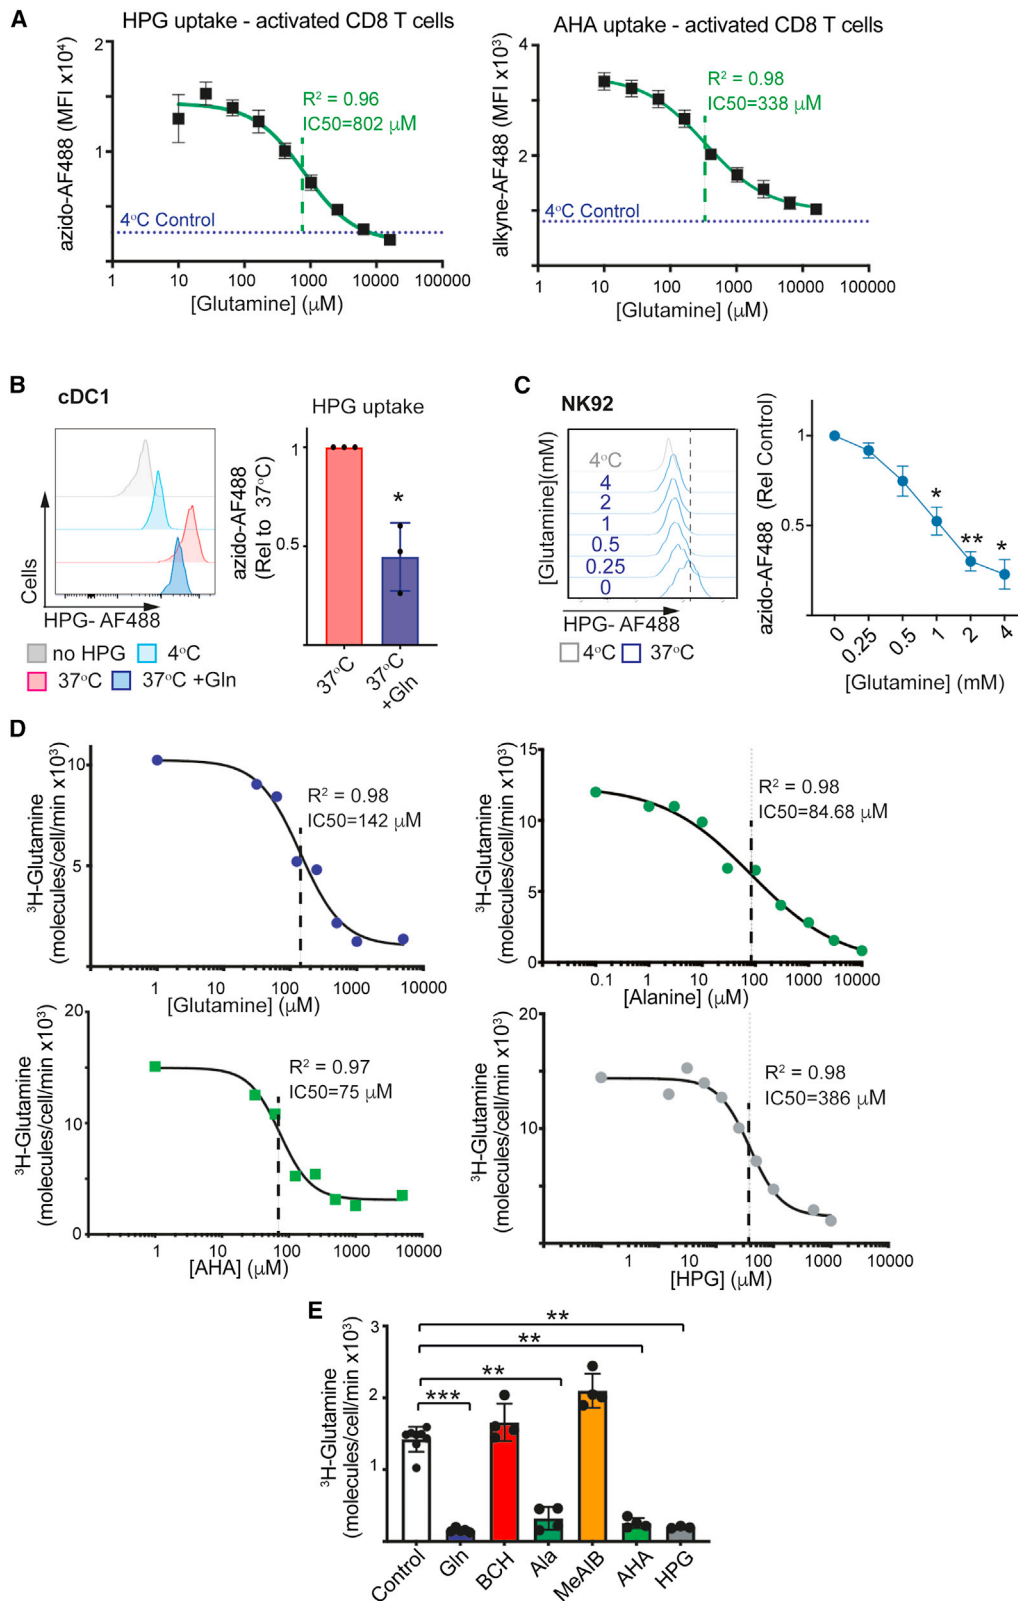 A
HPG uptake - activated CD8 T cells
azido-AF488 (MFI x10⁴)
2
1
R² = 0.96
IC50=802 μM
4°C Control
1 10 100 1000 10000 100000
[Glutamine] (μM)
AHA uptake - activated CD8 T cells
alkyne-AF488 (MFI x10³)
4
2
R² = 0.98
IC50=338 μM
4°C Control
1 10 100 1000 10000 100000
[Glutamine] (μM)
B
cDC1
Cells
HPG- AF488
no HPG 4°C
37°C 37°C +Gln
HPG uptake
azido-AF488
(Rel to 37°C)
1
0.5
*
37°C
37°C
+Gln
C
NK92
[Glutamine](mM)
4°C
4
2
1
0.5
0.25
0
HPG- AF488
4°C 37°C
azido-AF488 (Rel Control)
1
0.5
* ** *
0 0.25 0.5 1 2 4
[Glutamine] (mM)
D
³H-Glutamine
(molecules/cell/min x10³)
10
5
R² = 0.98
IC50=142 μM
1 10 100 1000 10000
[Glutamine] (μM)
³H-Glutamine
(molecules/cell/min x10³)
15
10
5
0
R² = 0.98
IC50=84.68 μM
0.1 1 10 100 1000 10000
[Alanine] (μM)
³H-Glutamine
(molecules/cell/min x10³)
20
10
0
R² = 0.97
IC50=75 μM
1 10 100 1000 10000
[AHA] (μM)
³H-Glutamine
(molecules/cell/min x10³)
20
10
R² = 0.98
IC50=386 μM
1 10 100 1000 10000
[HPG] (μM)
E
³H-Glutamine
(molecules/cell/min x10³)
3
2
1
**
**
**
***
Control Gln BCH Ala MeAIB AHA HPG